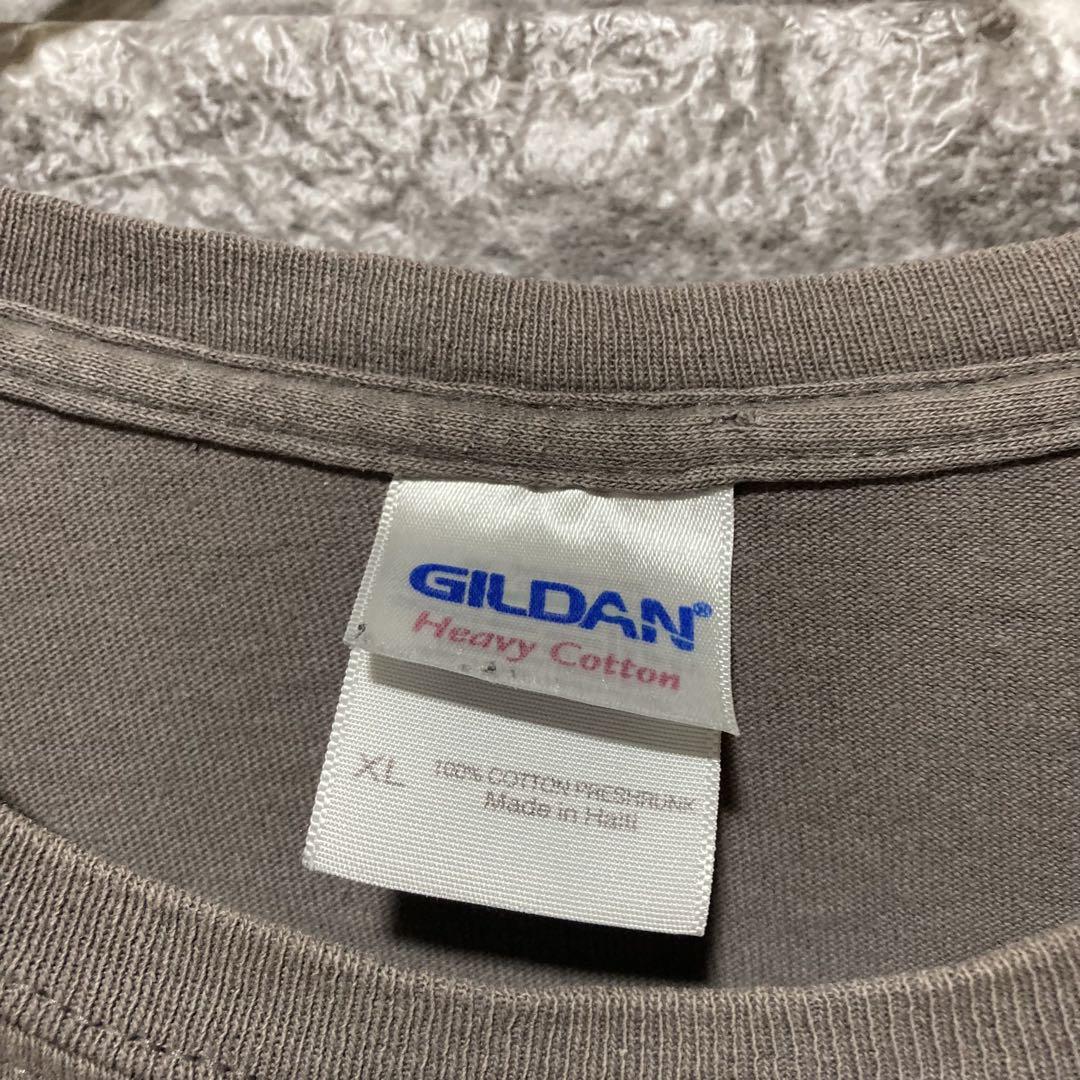 GILDAN®
Heavy Cotton
XL
100% COTTON PRESHRUNK
Made in Haiti